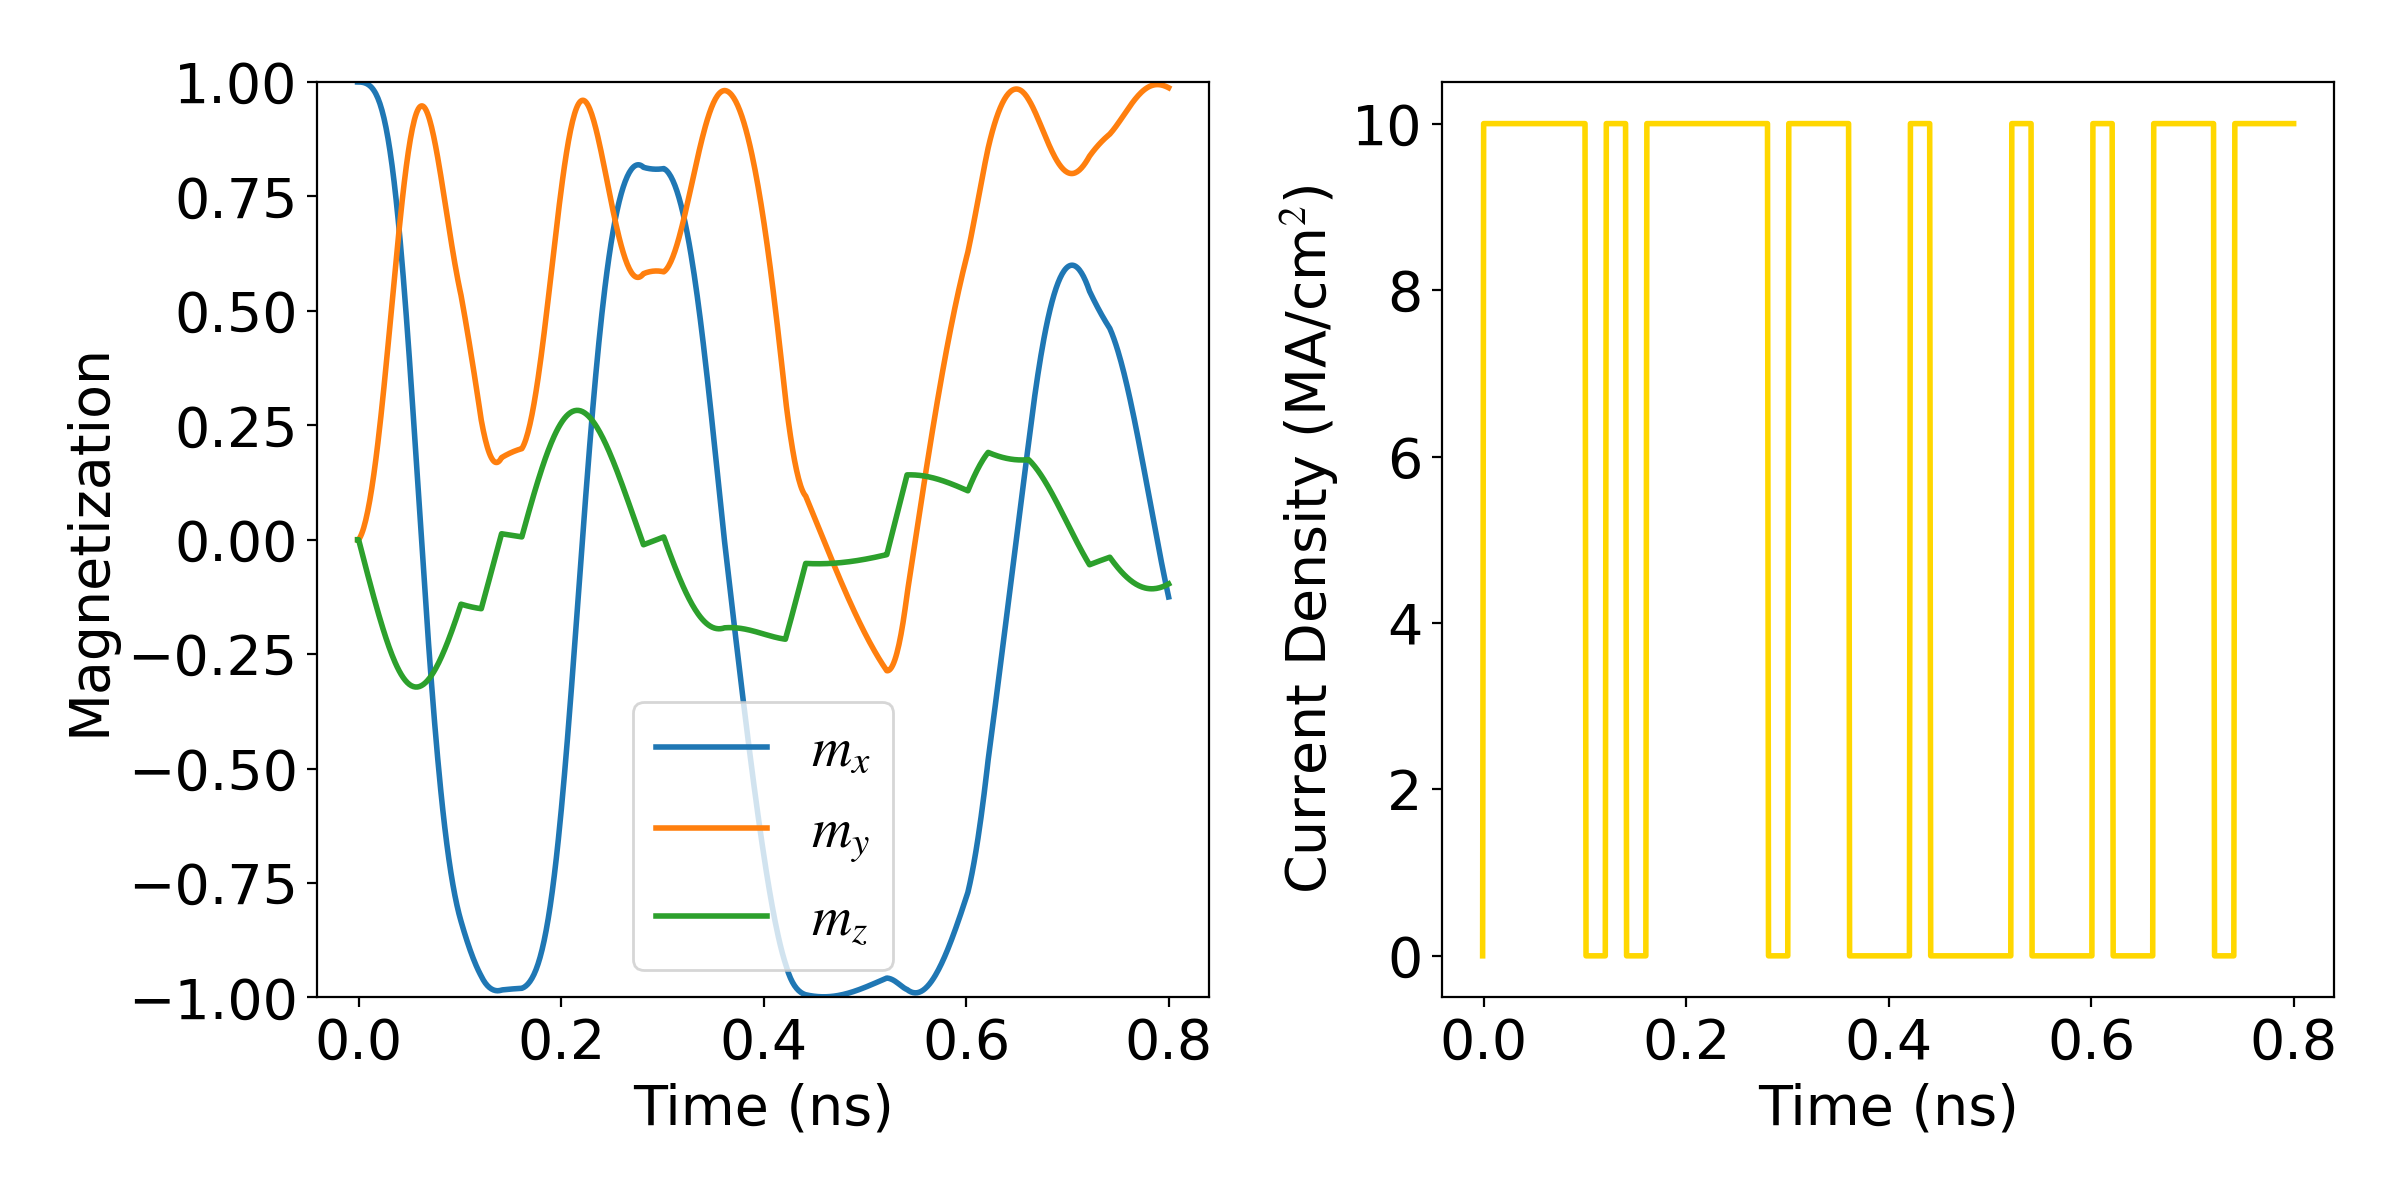 1.00
0.75
0.50
0.25
0.00
−0.25
−0.50
−0.75
−1.00
Magnetization
0.0 0.2 0.4 0.6 0.8
Time (ns)
m_x
m_y
m_z
10
8
6
4
2
0
Current Density (MA/cm²)
0.0 0.2 0.4 0.6 0.8
Time (ns)